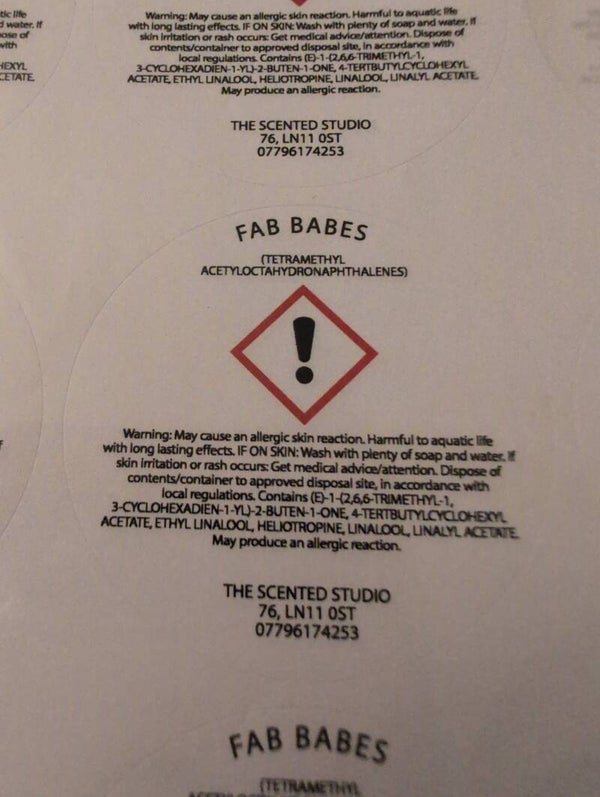 tic life
d water. If
ose of
with
HEXYL
CETATE.
Warning: May cause an allergic skin reaction. Harmful to aquatic life
with long lasting effects. IF ON SKIN: Wash with plenty of soap and water. If
skin irritation or rash occurs: Get medical advice/attention. Dispose of
contents/container to approved disposal site, in accordance with
local regulations. Contains (E)-1-(2,6,6-TRIMETHYL-1,
3-CYCLOHEXADIEN-1-YL)-2-BUTEN-1-ONE, 4-TERTBUTYLCYCLOHEXYL
ACETATE, ETHYL LINALOOL, HELIOTROPINE, LINALOOL, LINALYL ACETATE.
May produce an allergic reaction.
THE SCENTED STUDIO
76, LN11 0ST
07796174253
FAB BABES
(TETRAMETHYL
ACETYLOCTAHYDRONAPHTHALENES)
!
Warning: May cause an allergic skin reaction. Harmful to aquatic life
with long lasting effects. IF ON SKIN: Wash with plenty of soap and water. If
skin irritation or rash occurs: Get medical advice/attention. Dispose of
contents/container to approved disposal site, in accordance with
local regulations. Contains (E)-1-(2,6,6-TRIMETHYL-1,
3-CYCLOHEXADIEN-1-YL)-2-BUTEN-1-ONE, 4-TERTBUTYLCYCLOHEXYL
ACETATE, ETHYL LINALOOL, HELIOTROPINE, LINALOOL, LINALYL ACETATE.
May produce an allergic reaction.
THE SCENTED STUDIO
76, LN11 0ST
07796174253
FAB BABES
(TETRAMETHYL